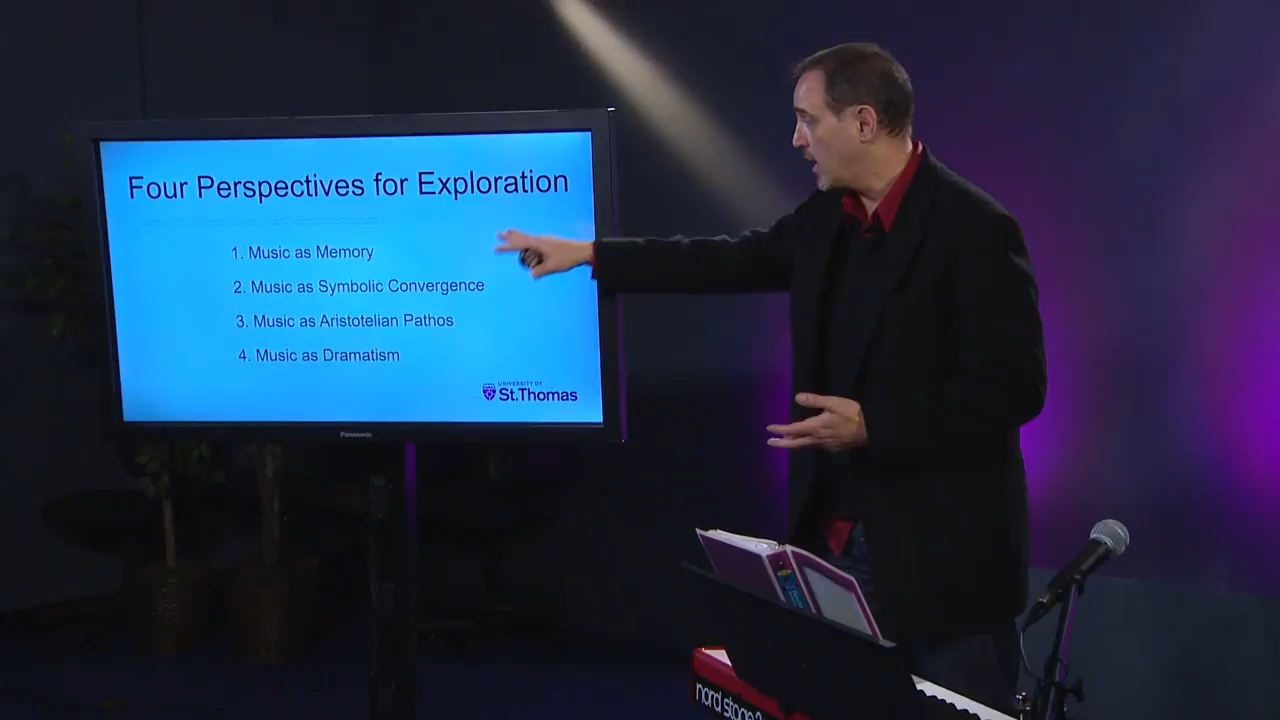 Four Perspectives for Exploration
1. Music as Memory
2. Music as Symbolic Convergence
3. Music as Aristotelian Pathos
4. Music as Dramatism
UNIVERSITY OF
St.Thomas
Panasonic
nord stage 2